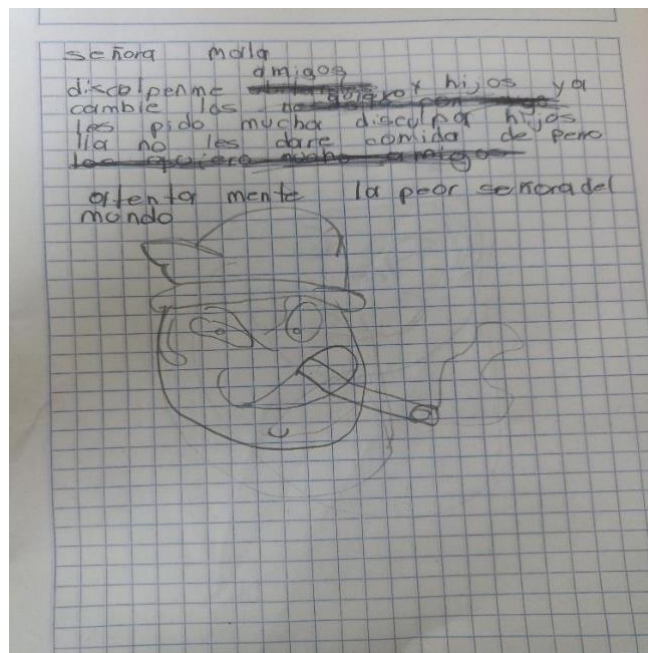 señora mala
amigos
discolpenme y hijos ya
cambie los
les pido mucha disculpa hijos
lla no les dare comida de pero
atenta mente la peor señora del
mundo